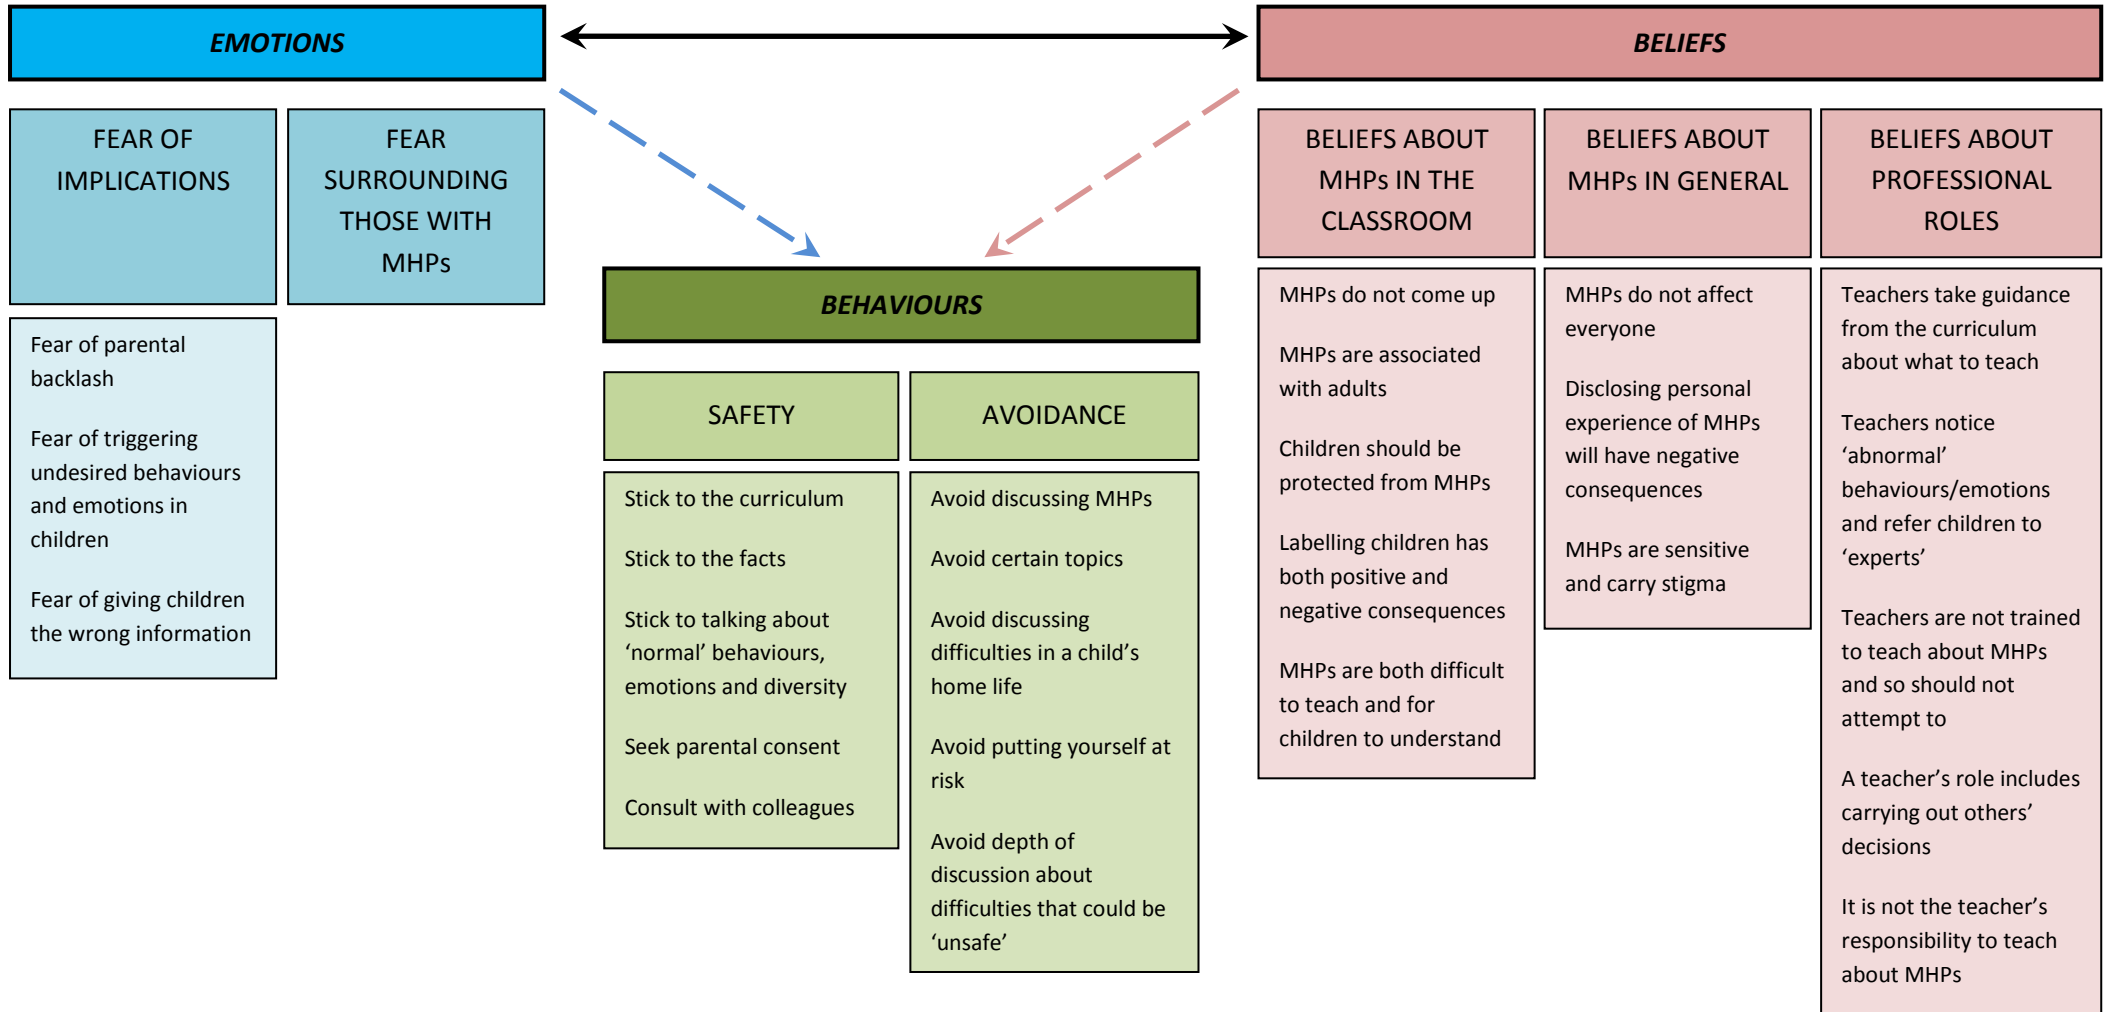 EMOTIONS
FEAR OF
IMPLICATIONS
FEAR
SURROUNDING
THOSE WITH
MHPs
Fear of parental
backlash
Fear of triggering
undesired behaviours
and emotions in
children
Fear of giving children
the wrong information
BEHAVIOURS
SAFETY
AVOIDANCE
Stick to the curriculum
Stick to the facts
Stick to talking about
‘normal’ behaviours,
emotions and diversity
Seek parental consent
Consult with colleagues
Avoid discussing MHPs
Avoid certain topics
Avoid discussing
difficulties in a child’s
home life
Avoid putting yourself at
risk
Avoid depth of
discussion about
difficulties that could be
‘unsafe’
BELIEFS
BELIEFS ABOUT
MHPs IN THE
CLASSROOM
BELIEFS ABOUT
MHPs IN GENERAL
BELIEFS ABOUT
PROFESSIONAL
ROLES
MHPs do not come up
MHPs are associated
with adults
Children should be
protected from MHPs
Labelling children has
both positive and
negative consequences
MHPs are both difficult
to teach and for
children to understand
MHPs do not affect
everyone
Disclosing personal
experience of MHPs
will have negative
consequences
MHPs are sensitive
and carry stigma
Teachers take guidance
from the curriculum
about what to teach
Teachers notice
‘abnormal’
behaviours/emotions
and refer children to
‘experts’
Teachers are not trained
to teach about MHPs
and so should not
attempt to
A teacher’s role includes
carrying out others’
decisions
It is not the teacher’s
responsibility to teach
about MHPs